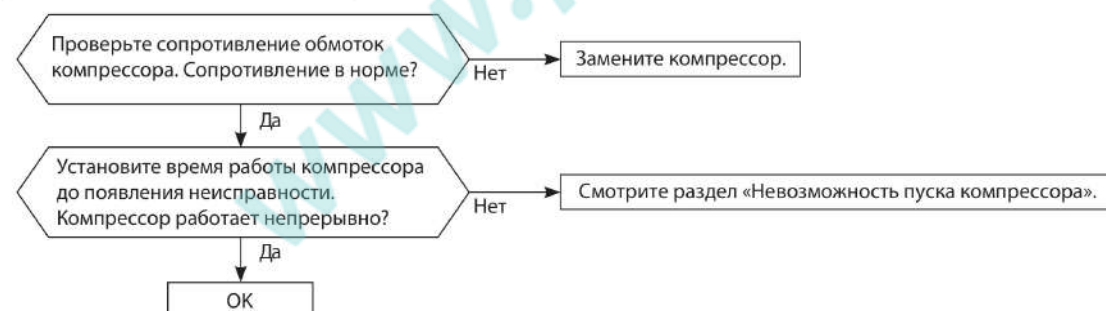 Проверьте сопротивление обмоток
компрессора. Сопротивление в норме?
Нет
Замените компрессор.
Да
Установите время работы компрессора
до появления неисправности.
Компрессор работает непрерывно?
Нет
Смотрите раздел «Невозможность пуска компрессора».
Да
OK
www.